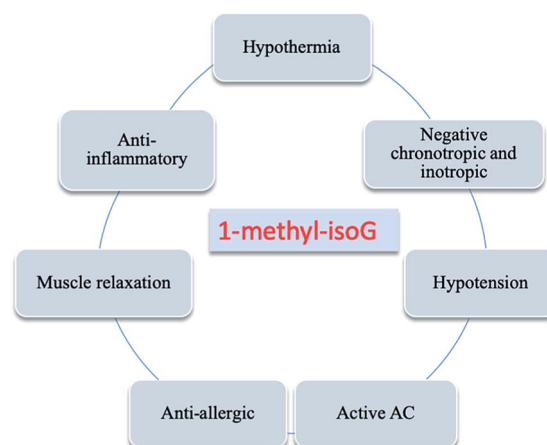 Hypothermia
Anti-
inflammatory
Negative
chronotropic and
inotropic
1-methyl-isoG
Muscle relaxation
Hypotension
Anti-allergic
Active AC